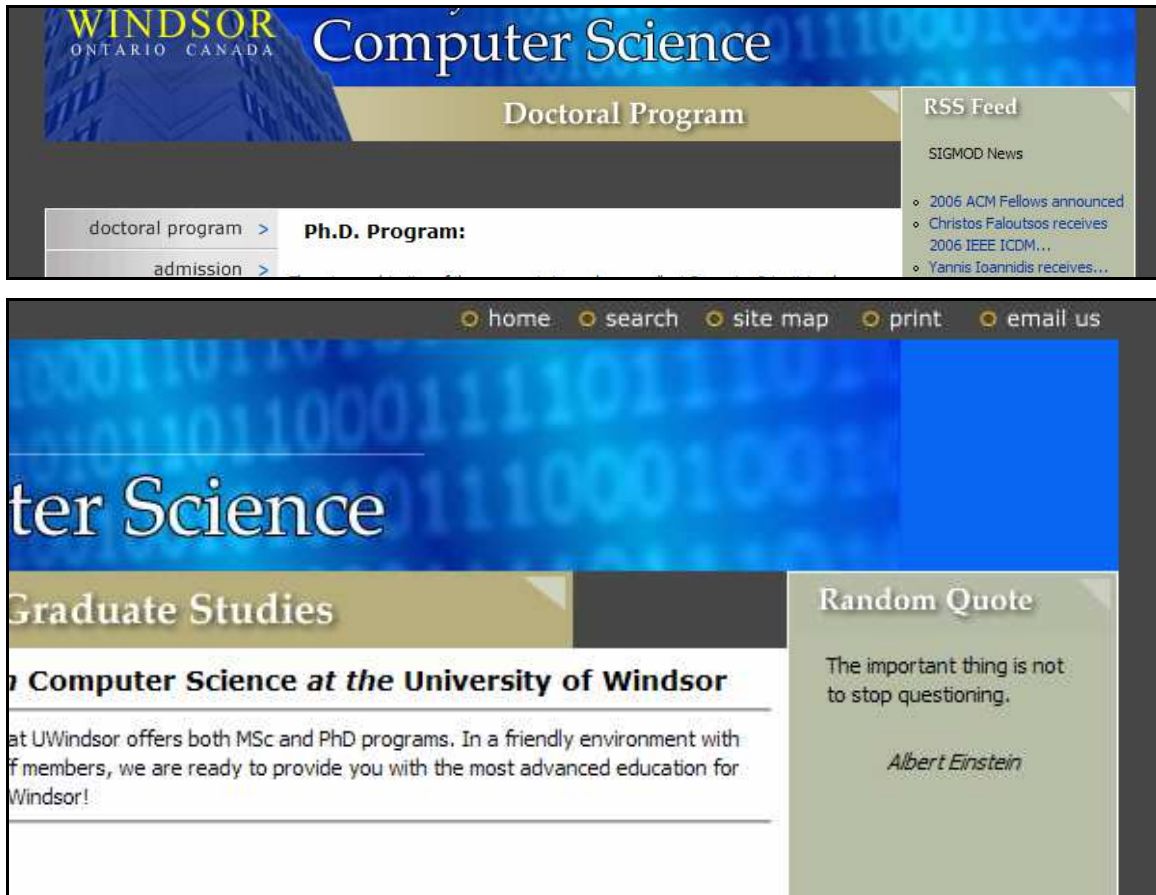 WINDSOR
ONTARIO CANADA
Computer Science
Doctoral Program
RSS Feed
SIGMOD News
2006 ACM Fellows announced
Christos Faloutsos receives
2006 IEEE ICDM...
Yannis Ioannidis receives...
doctoral program >
admission >
Ph.D. Program:
home search site map print email us
ter Science
Graduate Studies
Computer Science at the University of Windsor
at UWindsor offers both MSc and PhD programs. In a friendly environment with
f members, we are ready to provide you with the most advanced education for
Windsor!
Random Quote
The important thing is not
to stop questioning.
Albert Einstein